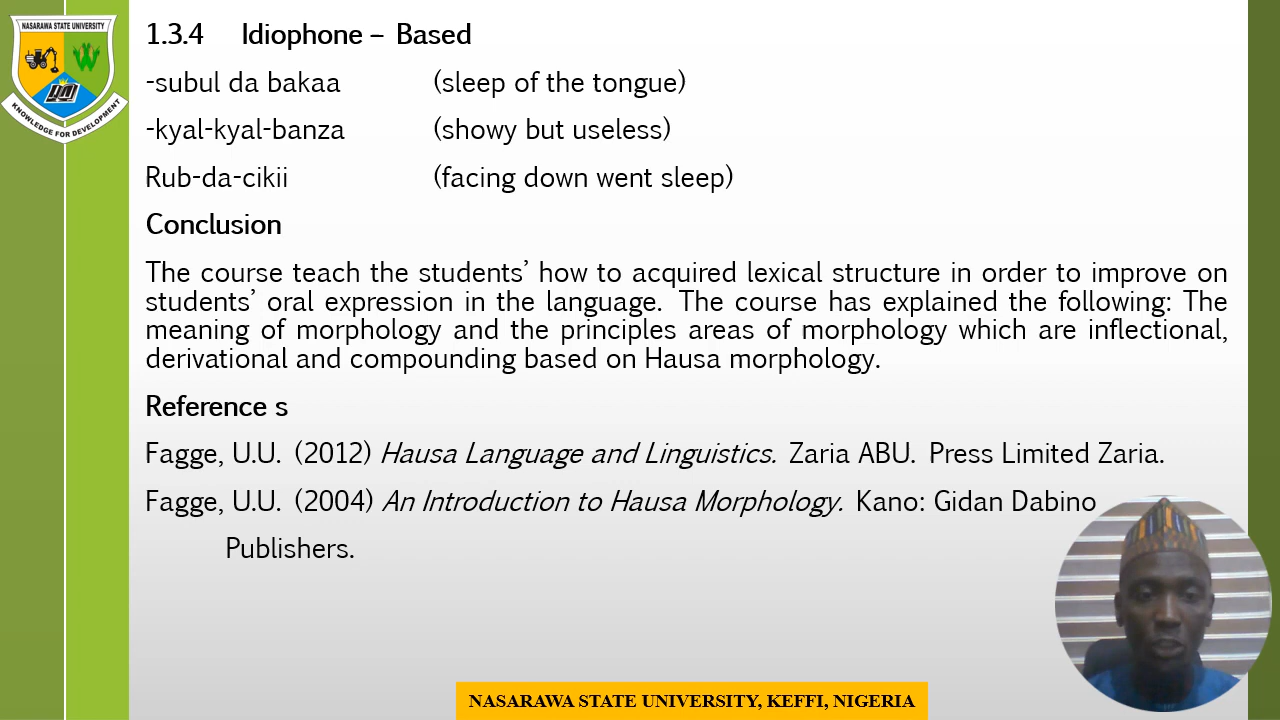 NASARAWA STATE UNIVERSITY
KNOWLEDGE FOR DEVELOPMENT
1.3.4 Idiophone – Based
-subul da bakaa (sleep of the tongue)
-kyal-kyal-banza (showy but useless)
Rub-da-cikii (facing down went sleep)
Conclusion
The course teach the students’ how to acquired lexical structure in order to improve on
students’ oral expression in the language. The course has explained the following: The
meaning of morphology and the principles areas of morphology which are inflectional,
derivational and compounding based on Hausa morphology.
Reference s
Fagge, U.U. (2012) Hausa Language and Linguistics. Zaria ABU. Press Limited Zaria.
Fagge, U.U. (2004) An Introduction to Hausa Morphology. Kano: Gidan Dabino
Publishers.
NASARAWA STATE UNIVERSITY, KEFFI, NIGERIA